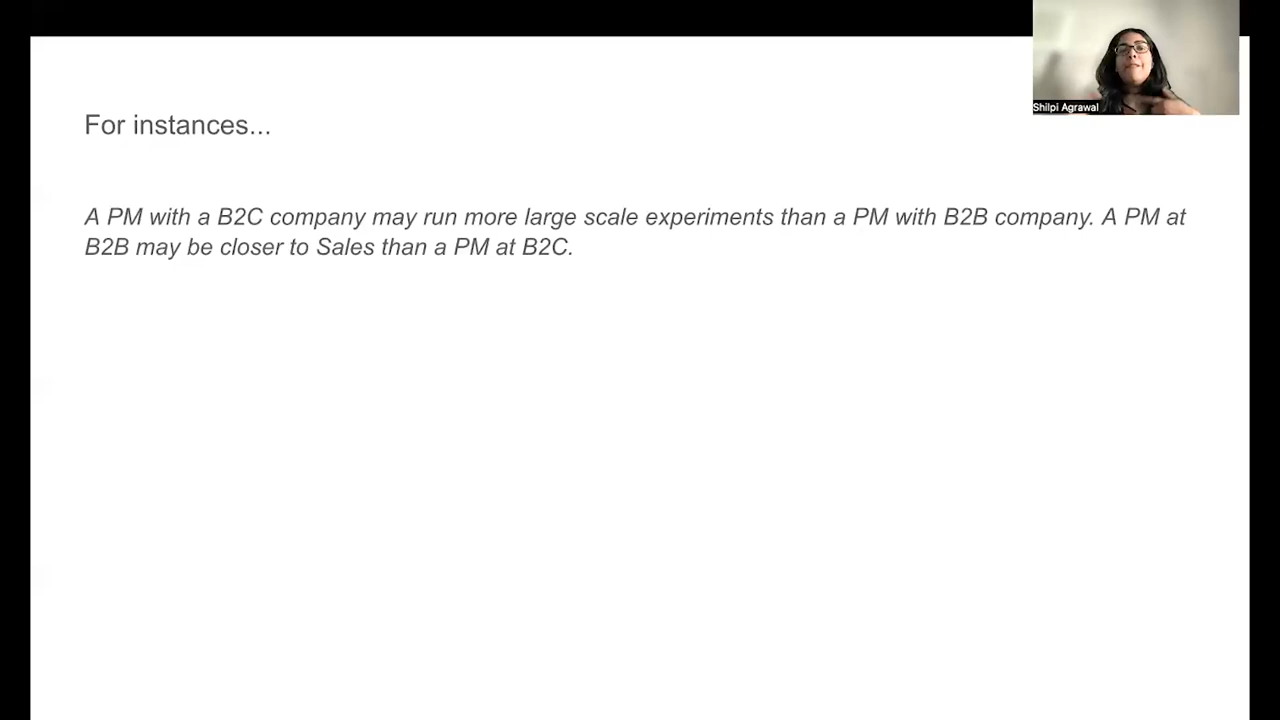 Shilpi Agrawal
For instances...
A PM with a B2C company may run more large scale experiments than a PM with B2B company. A PM at
B2B may be closer to Sales than a PM at B2C.